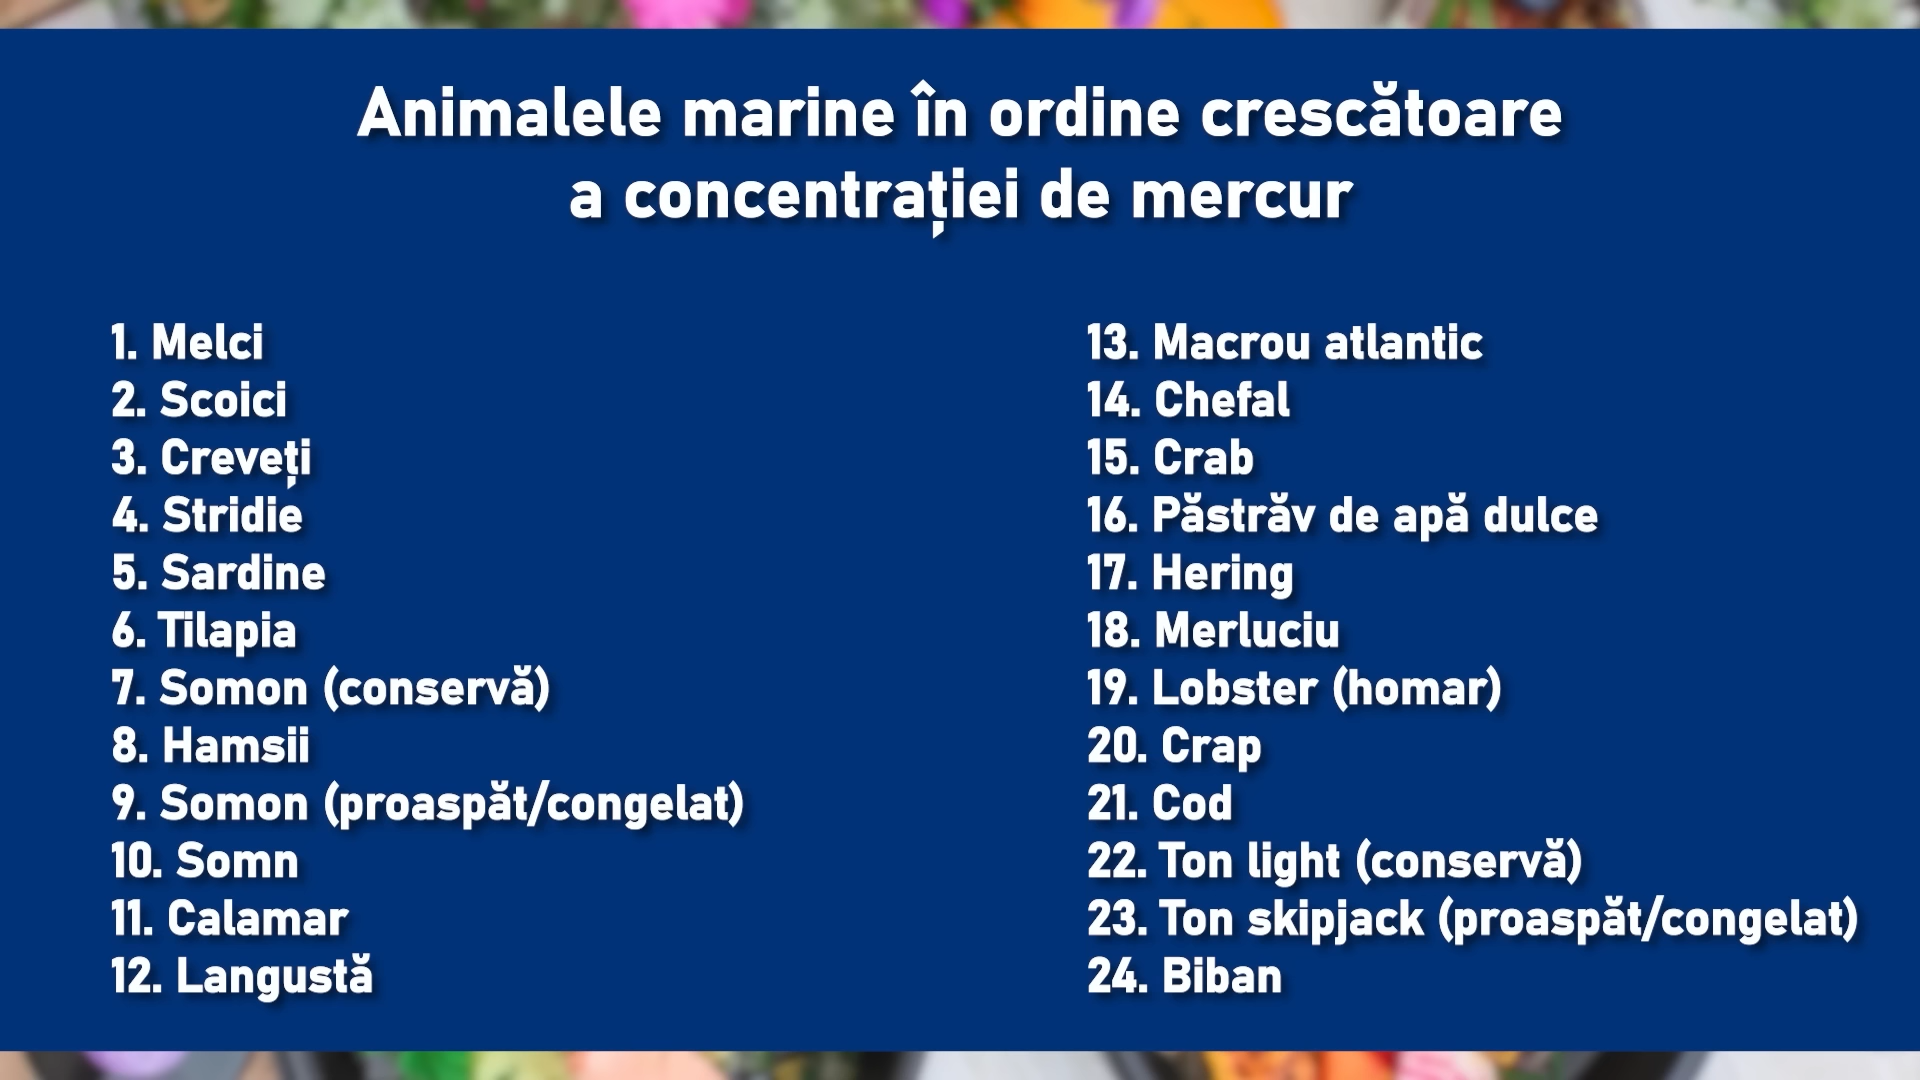 Animalele marine în ordine crescătoare
a concentrației de mercur
1. Melci
2. Scoici
3. Creveți
4. Stridie
5. Sardine
6. Tilapia
7. Somon (conservă)
8. Hamsii
9. Somon (proaspăt/congelat)
10. Somn
11. Calamar
12. Langustă
13. Macrou atlantic
14. Chefal
15. Crab
16. Păstrăv de apă dulce
17. Hering
18. Merluciu
19. Lobster (homar)
20. Crap
21. Cod
22. Ton light (conservă)
23. Ton skipjack (proaspăt/congelat)
24. Biban